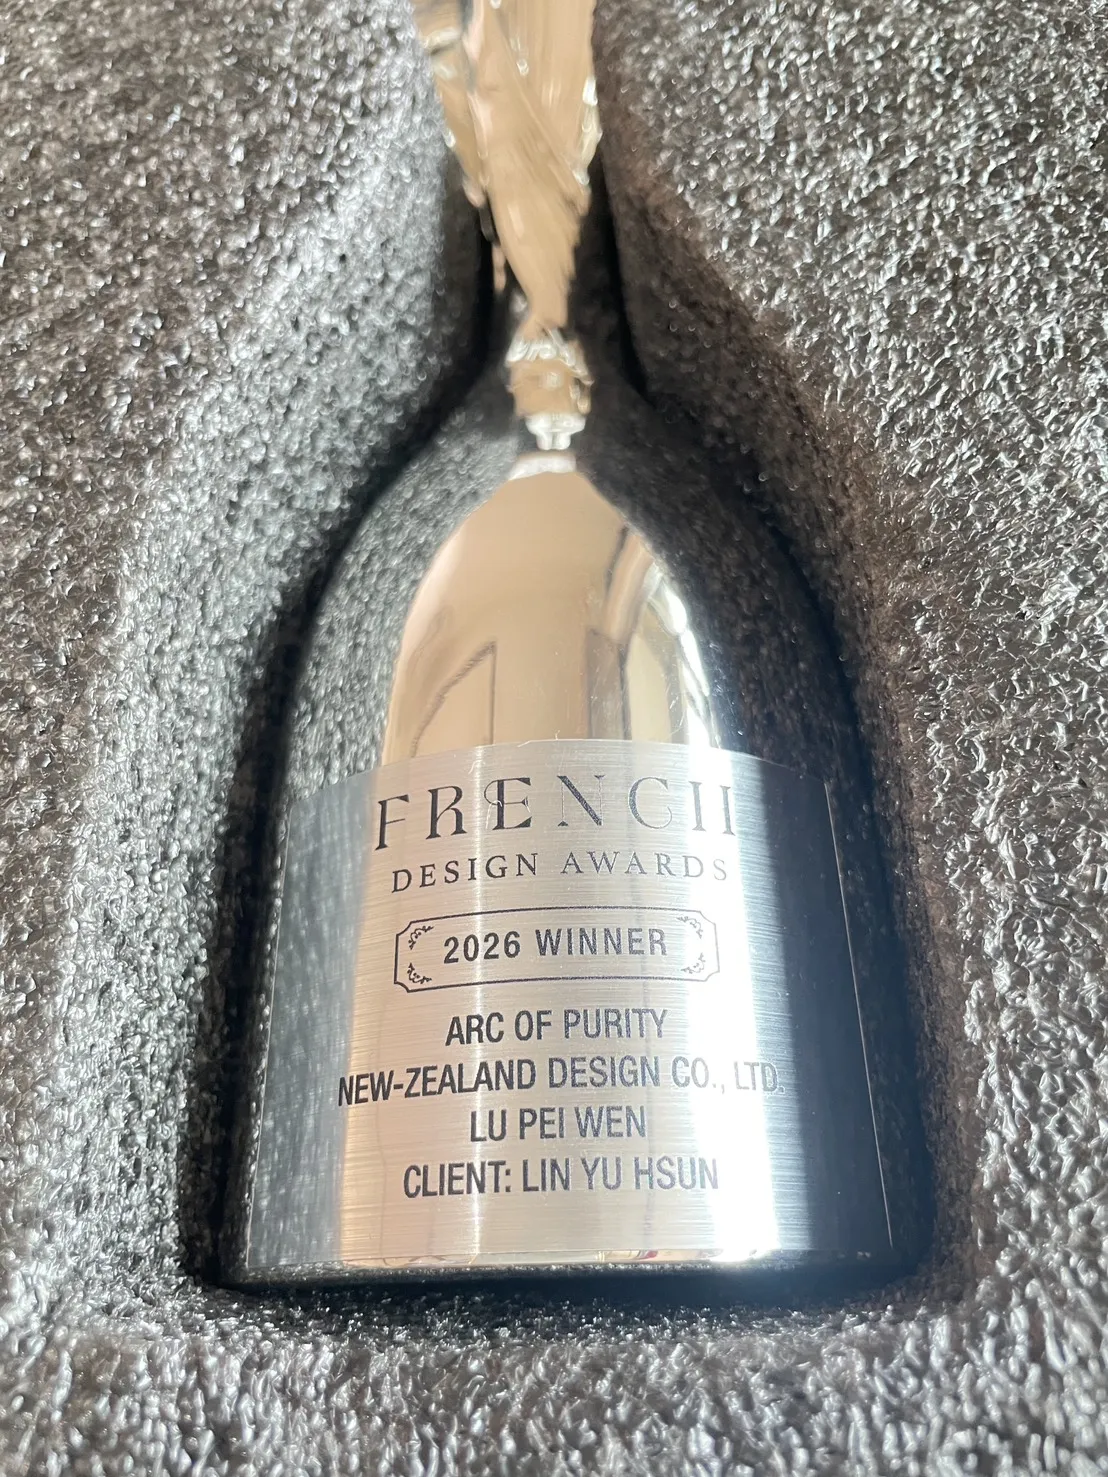 FRENCH
DESIGN AWARDS
2026 WINNER
ARC OF PURITY
NEW-ZEALAND DESIGN CO., LTD.
LU PEI WEN
CLIENT: LIN YU HSUN